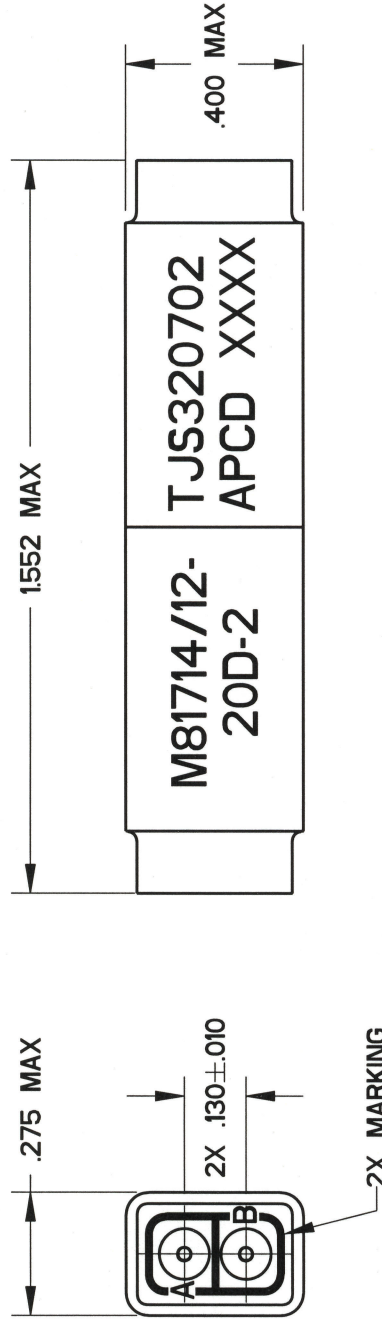 .275 MAX
1.552 MAX
.400 MAX
2X .130±.010
A
B
2X MARKING
M81714/12-
20D-2
TJS320702
APCD XXXX